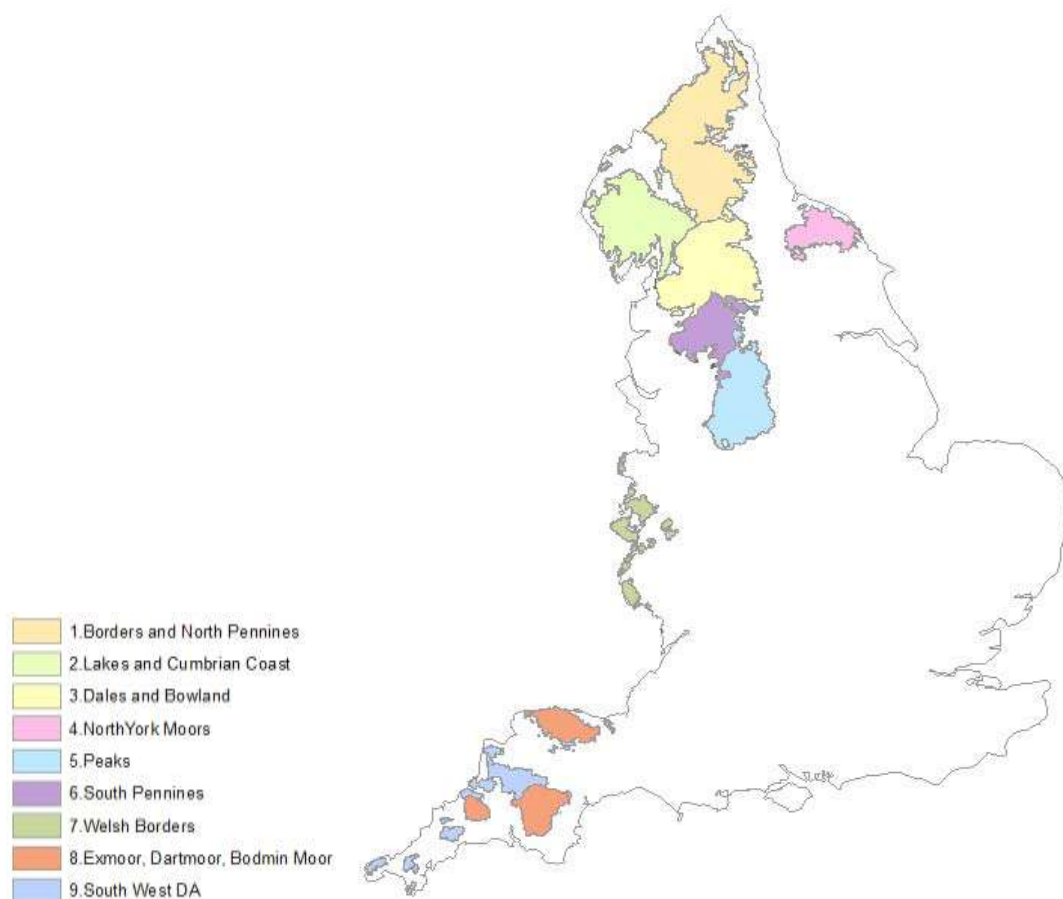 1.Borders and North Pennines
2.Lakes and Cumbrian Coast
3.Dales and Bowland
4.NorthYork Moors
5.Peaks
6.South Pennines
7.Welsh Borders
8.Exmoor, Dartmoor, Bodmin Moor
9.South West DA